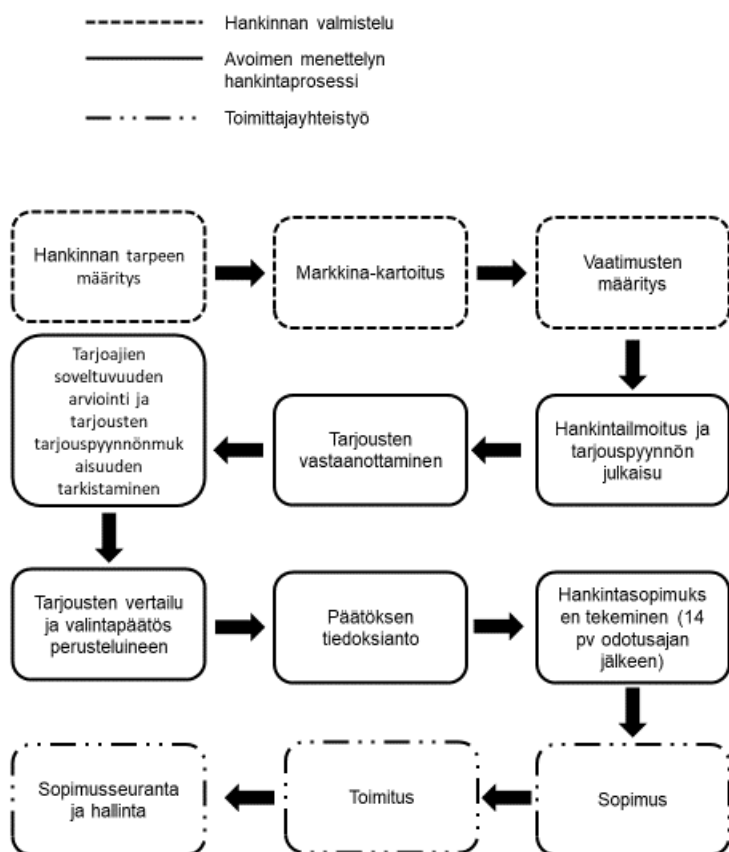 Hankinnan valmistelu
Avoimen menettelyn
hankintaprosessi
Toimittajayhteistyö
Hankinnan tarpeen
määritys
Markkina-kartoitus
Vaatimusten
määritys
Hankintailmoitus ja
tarjouspyynnön
julkaisu
Tarjousten
vastaanottaminen
Tarjoajien
soveltuvuuden
arviointi ja
tarjousten
tarjouspyynnönmuk
aisuuden
tarkistaminen
Tarjousten vertailu
ja valintapäätös
perusteluineen
Päätöksen
tiedoksianto
Hankintasopimuks
en tekeminen (14
pv odotusajan
jälkeen)
Sopimus
Toimitus
Sopimusseuranta
ja hallinta